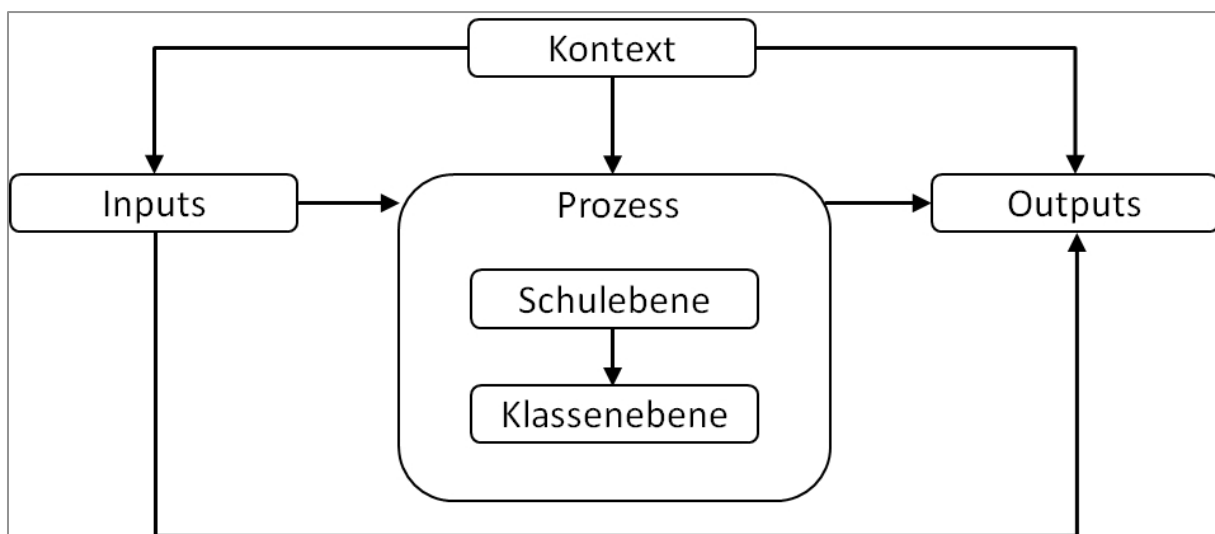 Kontext
Inputs
Prozess
Outputs
Schulebene
Klassenebene